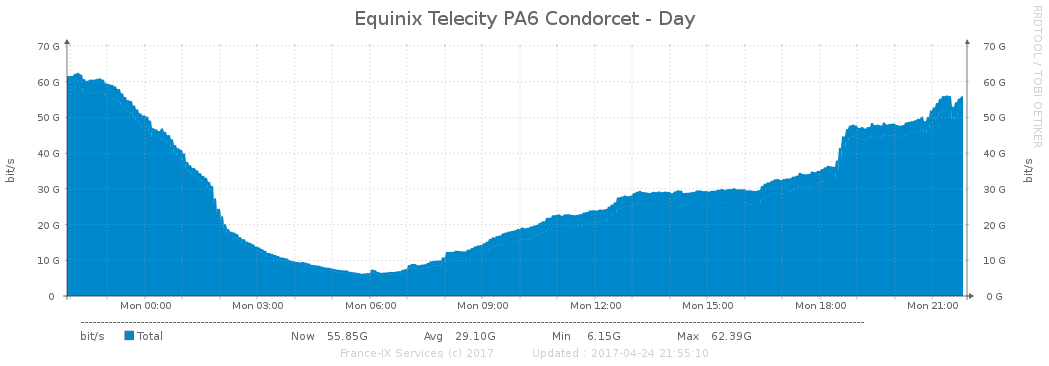 Equinix Telecity PA6 Condorcet - Day
RRDTOOL / TOBI OETIKER
bit/s
bit/s
70 G 70 G
60 G 60 G
50 G 50 G
40 G 40 G
30 G 30 G
20 G 20 G
10 G 10 G
0 0 G
Mon 00:00 Mon 03:00 Mon 06:00 Mon 09:00 Mon 12:00 Mon 15:00 Mon 18:00 Mon 21:00
bit/s Total Now 55.85G Avg 29.10G Min 6.15G Max 62.39G
France-IX Services (c) 2017 Updated : 2017-04-24 21:55:10